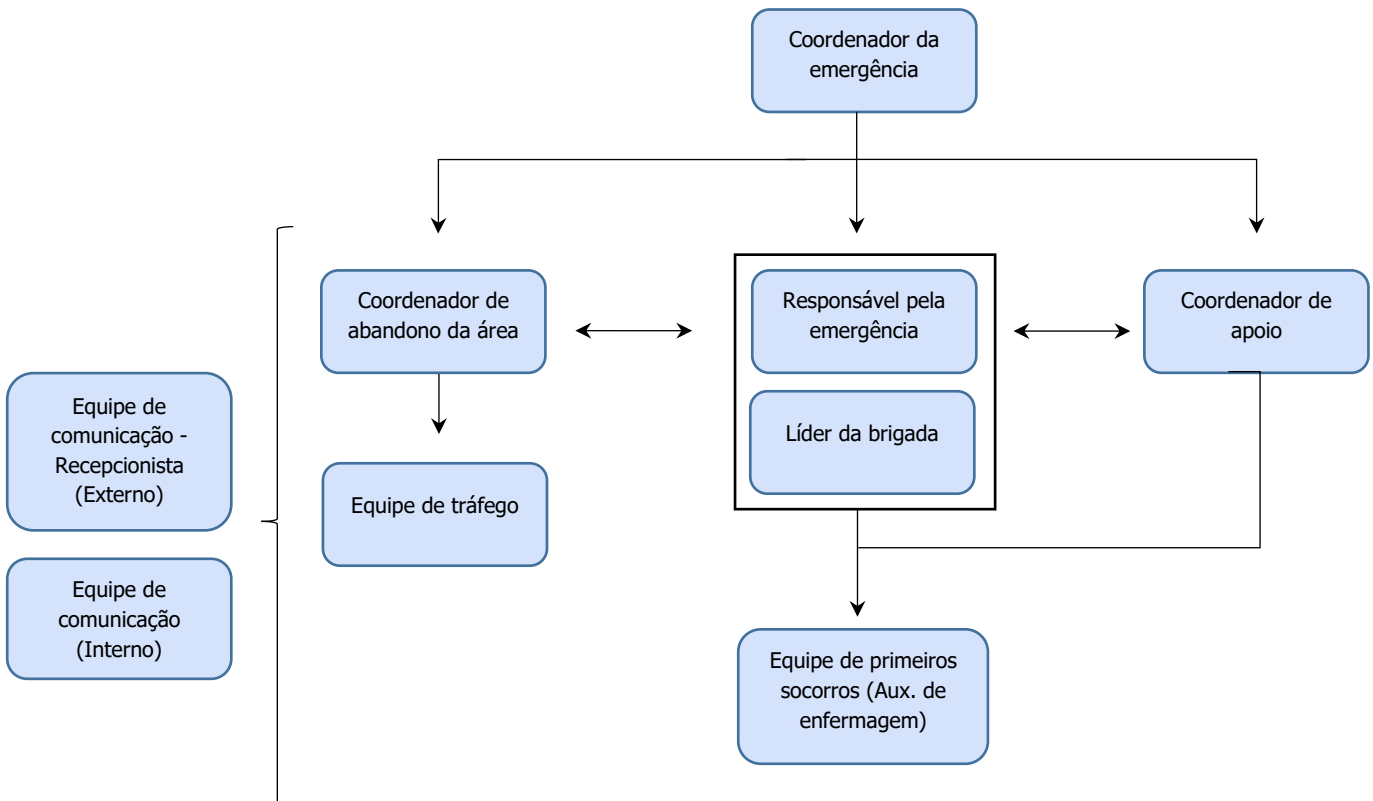 Coordenador da
emergência
Coordenador de
abandono da área
Responsável pela
emergência
Coordenador de
apoio
Equipe de
comunicação -
Recepcionista
(Externo)
Líder da brigada
Equipe de tráfego
Equipe de
comunicação
(Interno)
Equipe de primeiros
socorros (Aux. de
enfermagem)